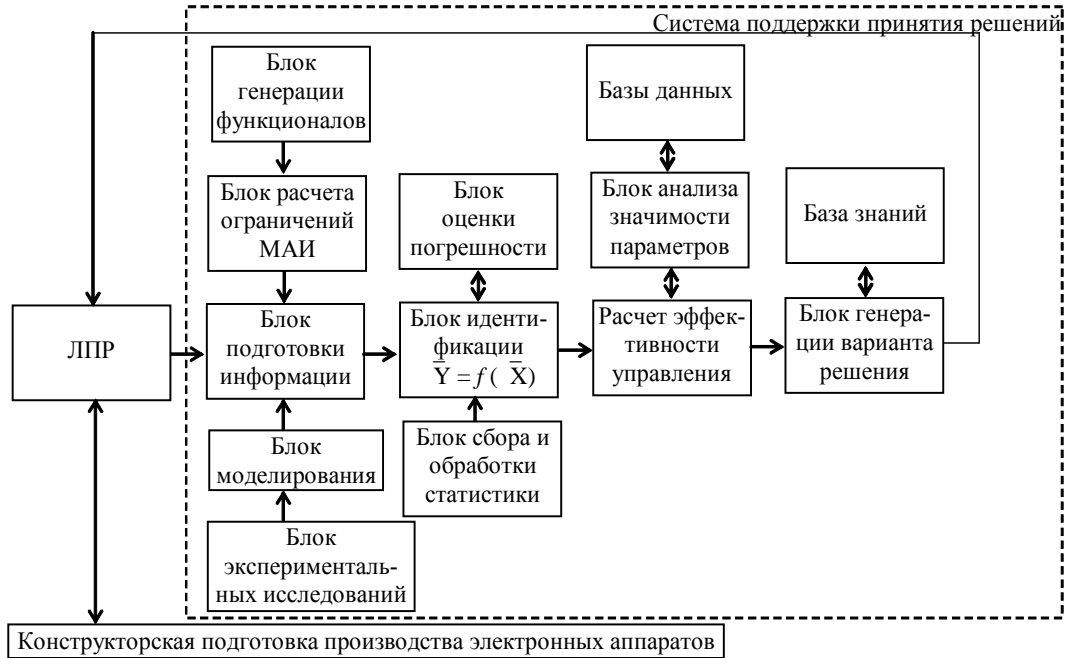 Система поддержки принятия решений
Блок
генерации
функционалов
Базы данных
Блок расчета
ограничений
МАИ
Блок
оценки
погрешности
Блок анализа
значимости
параметров
База знаний
ЛПР
Блок
подготовки
информации
Блок иденти-
фикации
Y̅ = f ( X̅)
Расчет эффек-
тивности
управления
Блок генера-
ции варианта
решения
Блок
моделирования
Блок сбора и
обработки
статистики
Блок
эксперименталь-
ных исследований
Конструкторская подготовка производства электронных аппаратов